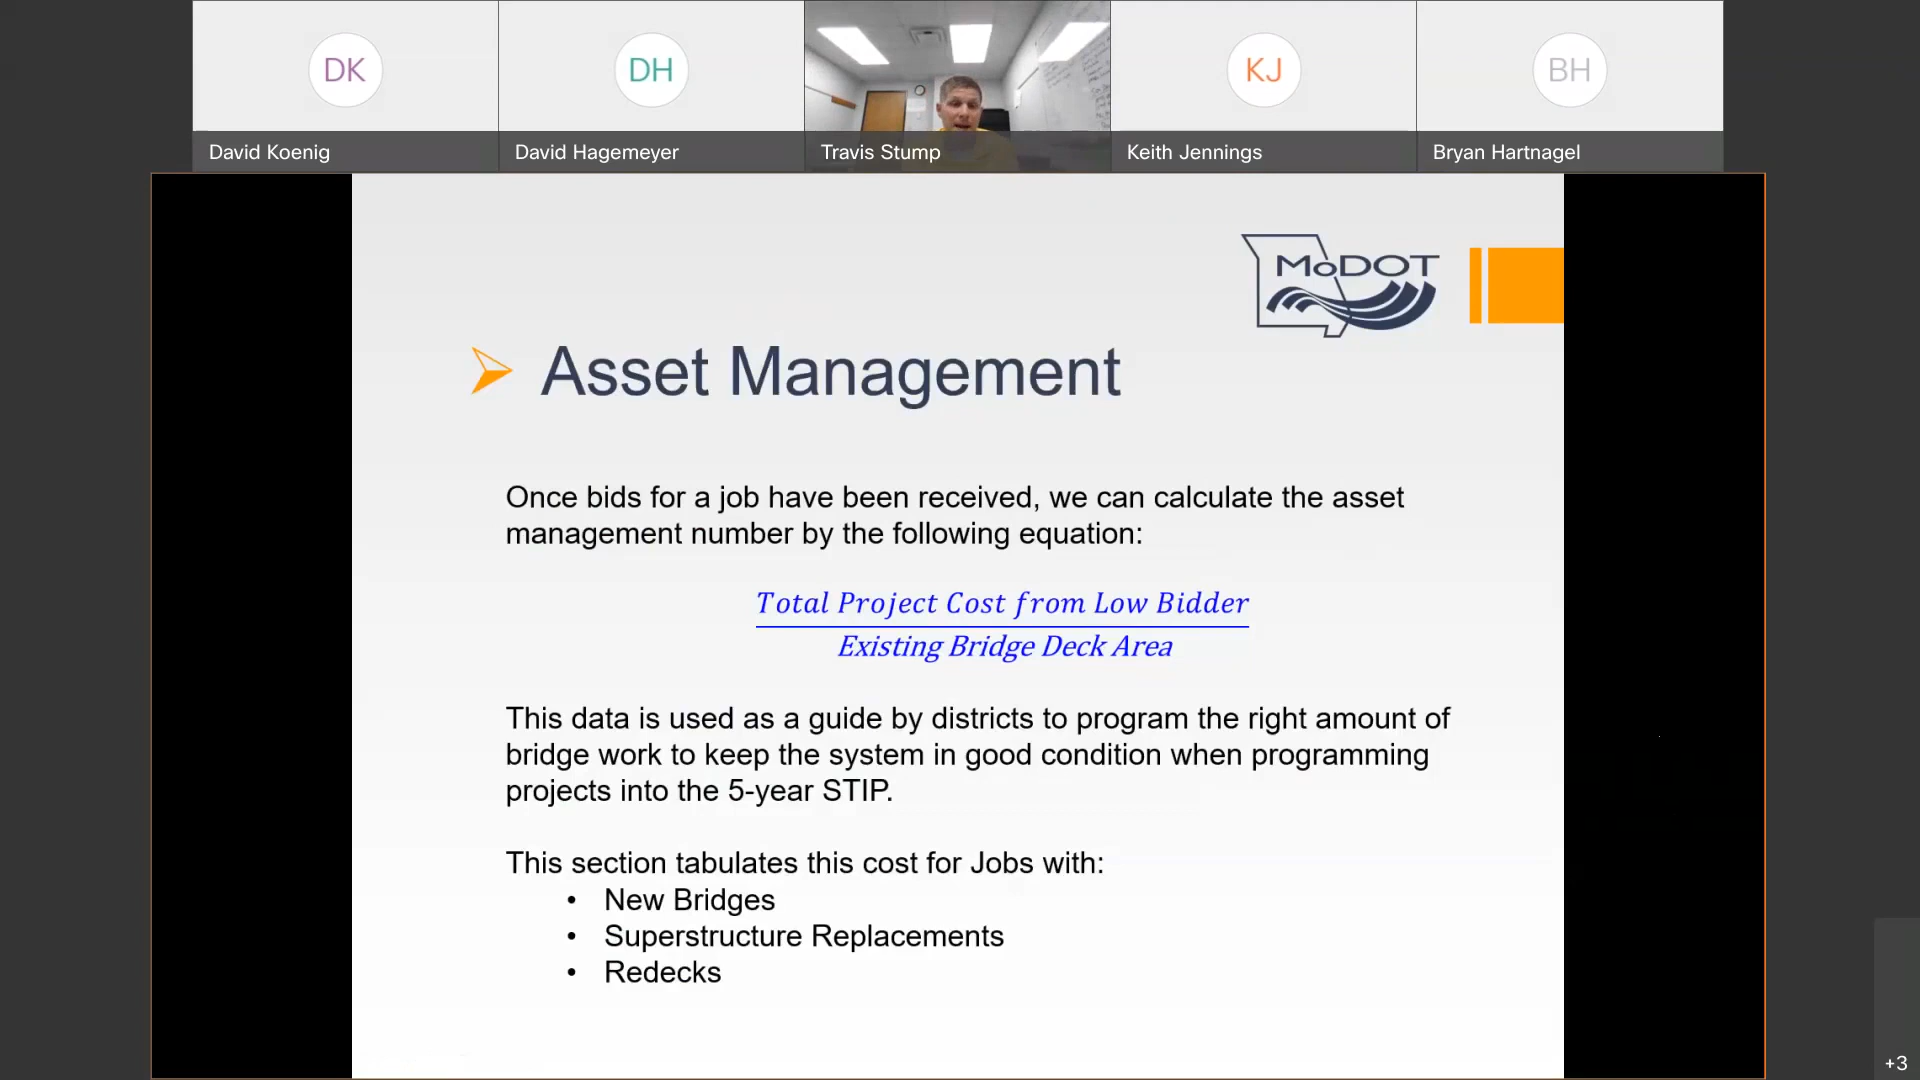 DK
DH
KJ
BH
David Koenig
David Hagemeyer
Travis Stump
Keith Jennings
Bryan Hartnagel
MoDOT
Asset Management
Once bids for a job have been received, we can calculate the asset
management number by the following equation:
Total Project Cost from Low Bidder
Existing Bridge Deck Area
This data is used as a guide by districts to program the right amount of
bridge work to keep the system in good condition when programming
projects into the 5-year STIP.
This section tabulates this cost for Jobs with:
• New Bridges
• Superstructure Replacements
• Redecks
+3